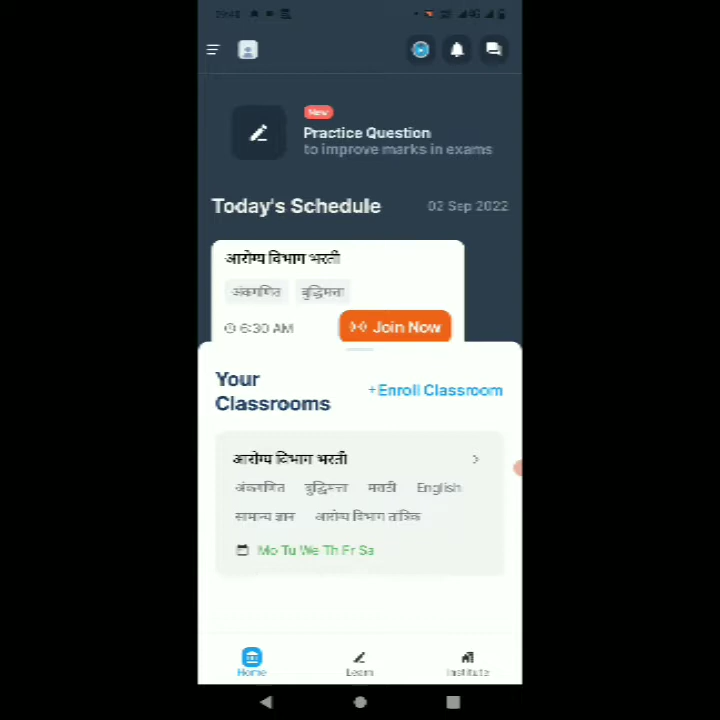 09:48
New
Practice Question
to improve marks in exams
Today's Schedule 02 Sep 2022
आरोग्य विभाग भरती
अंकगणित बुद्धिमत्ता
6:30 AM Join Now
Your Classrooms
+Enroll Classroom
आरोग्य विभाग भरती
अंकगणित बुद्धिमत्ता मराठी English
सामान्य ज्ञान आरोग्य विभाग तांत्रिक
Mo Tu We Th Fr Sa
Home Learn Institute